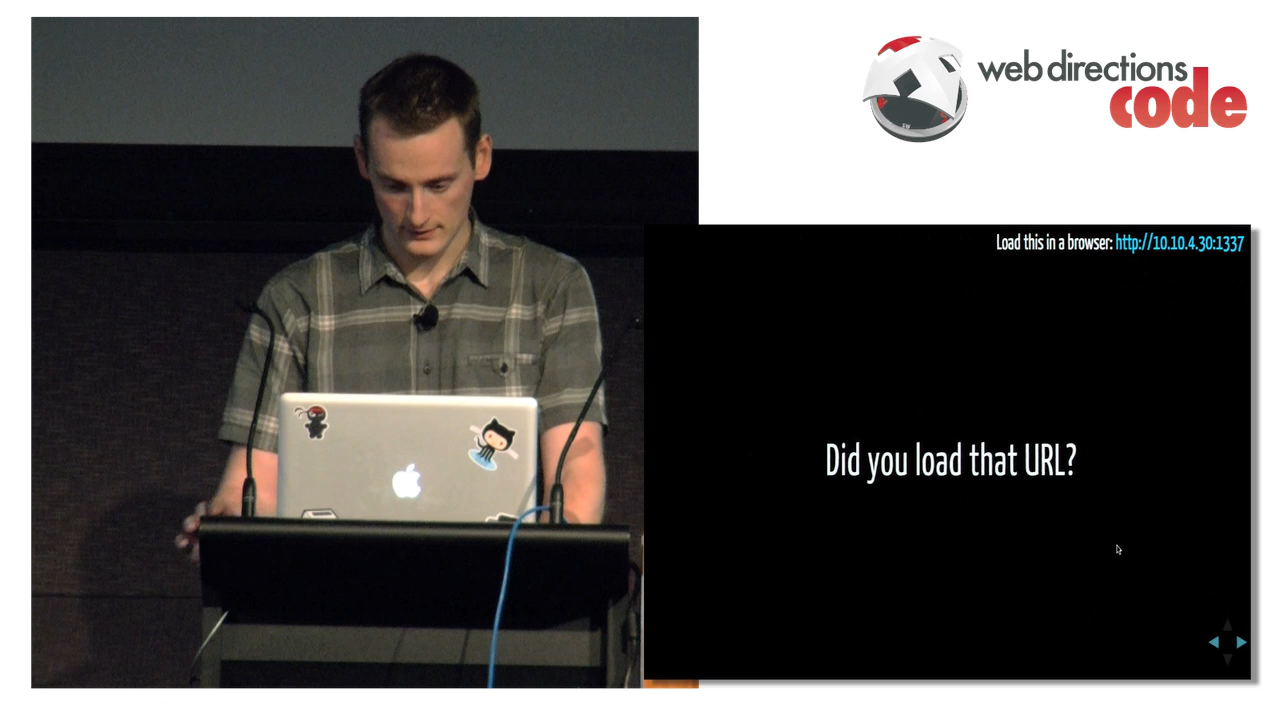 web directions
code
Load this in a browser: http://10.10.4.30:1337
Did you load that URL?